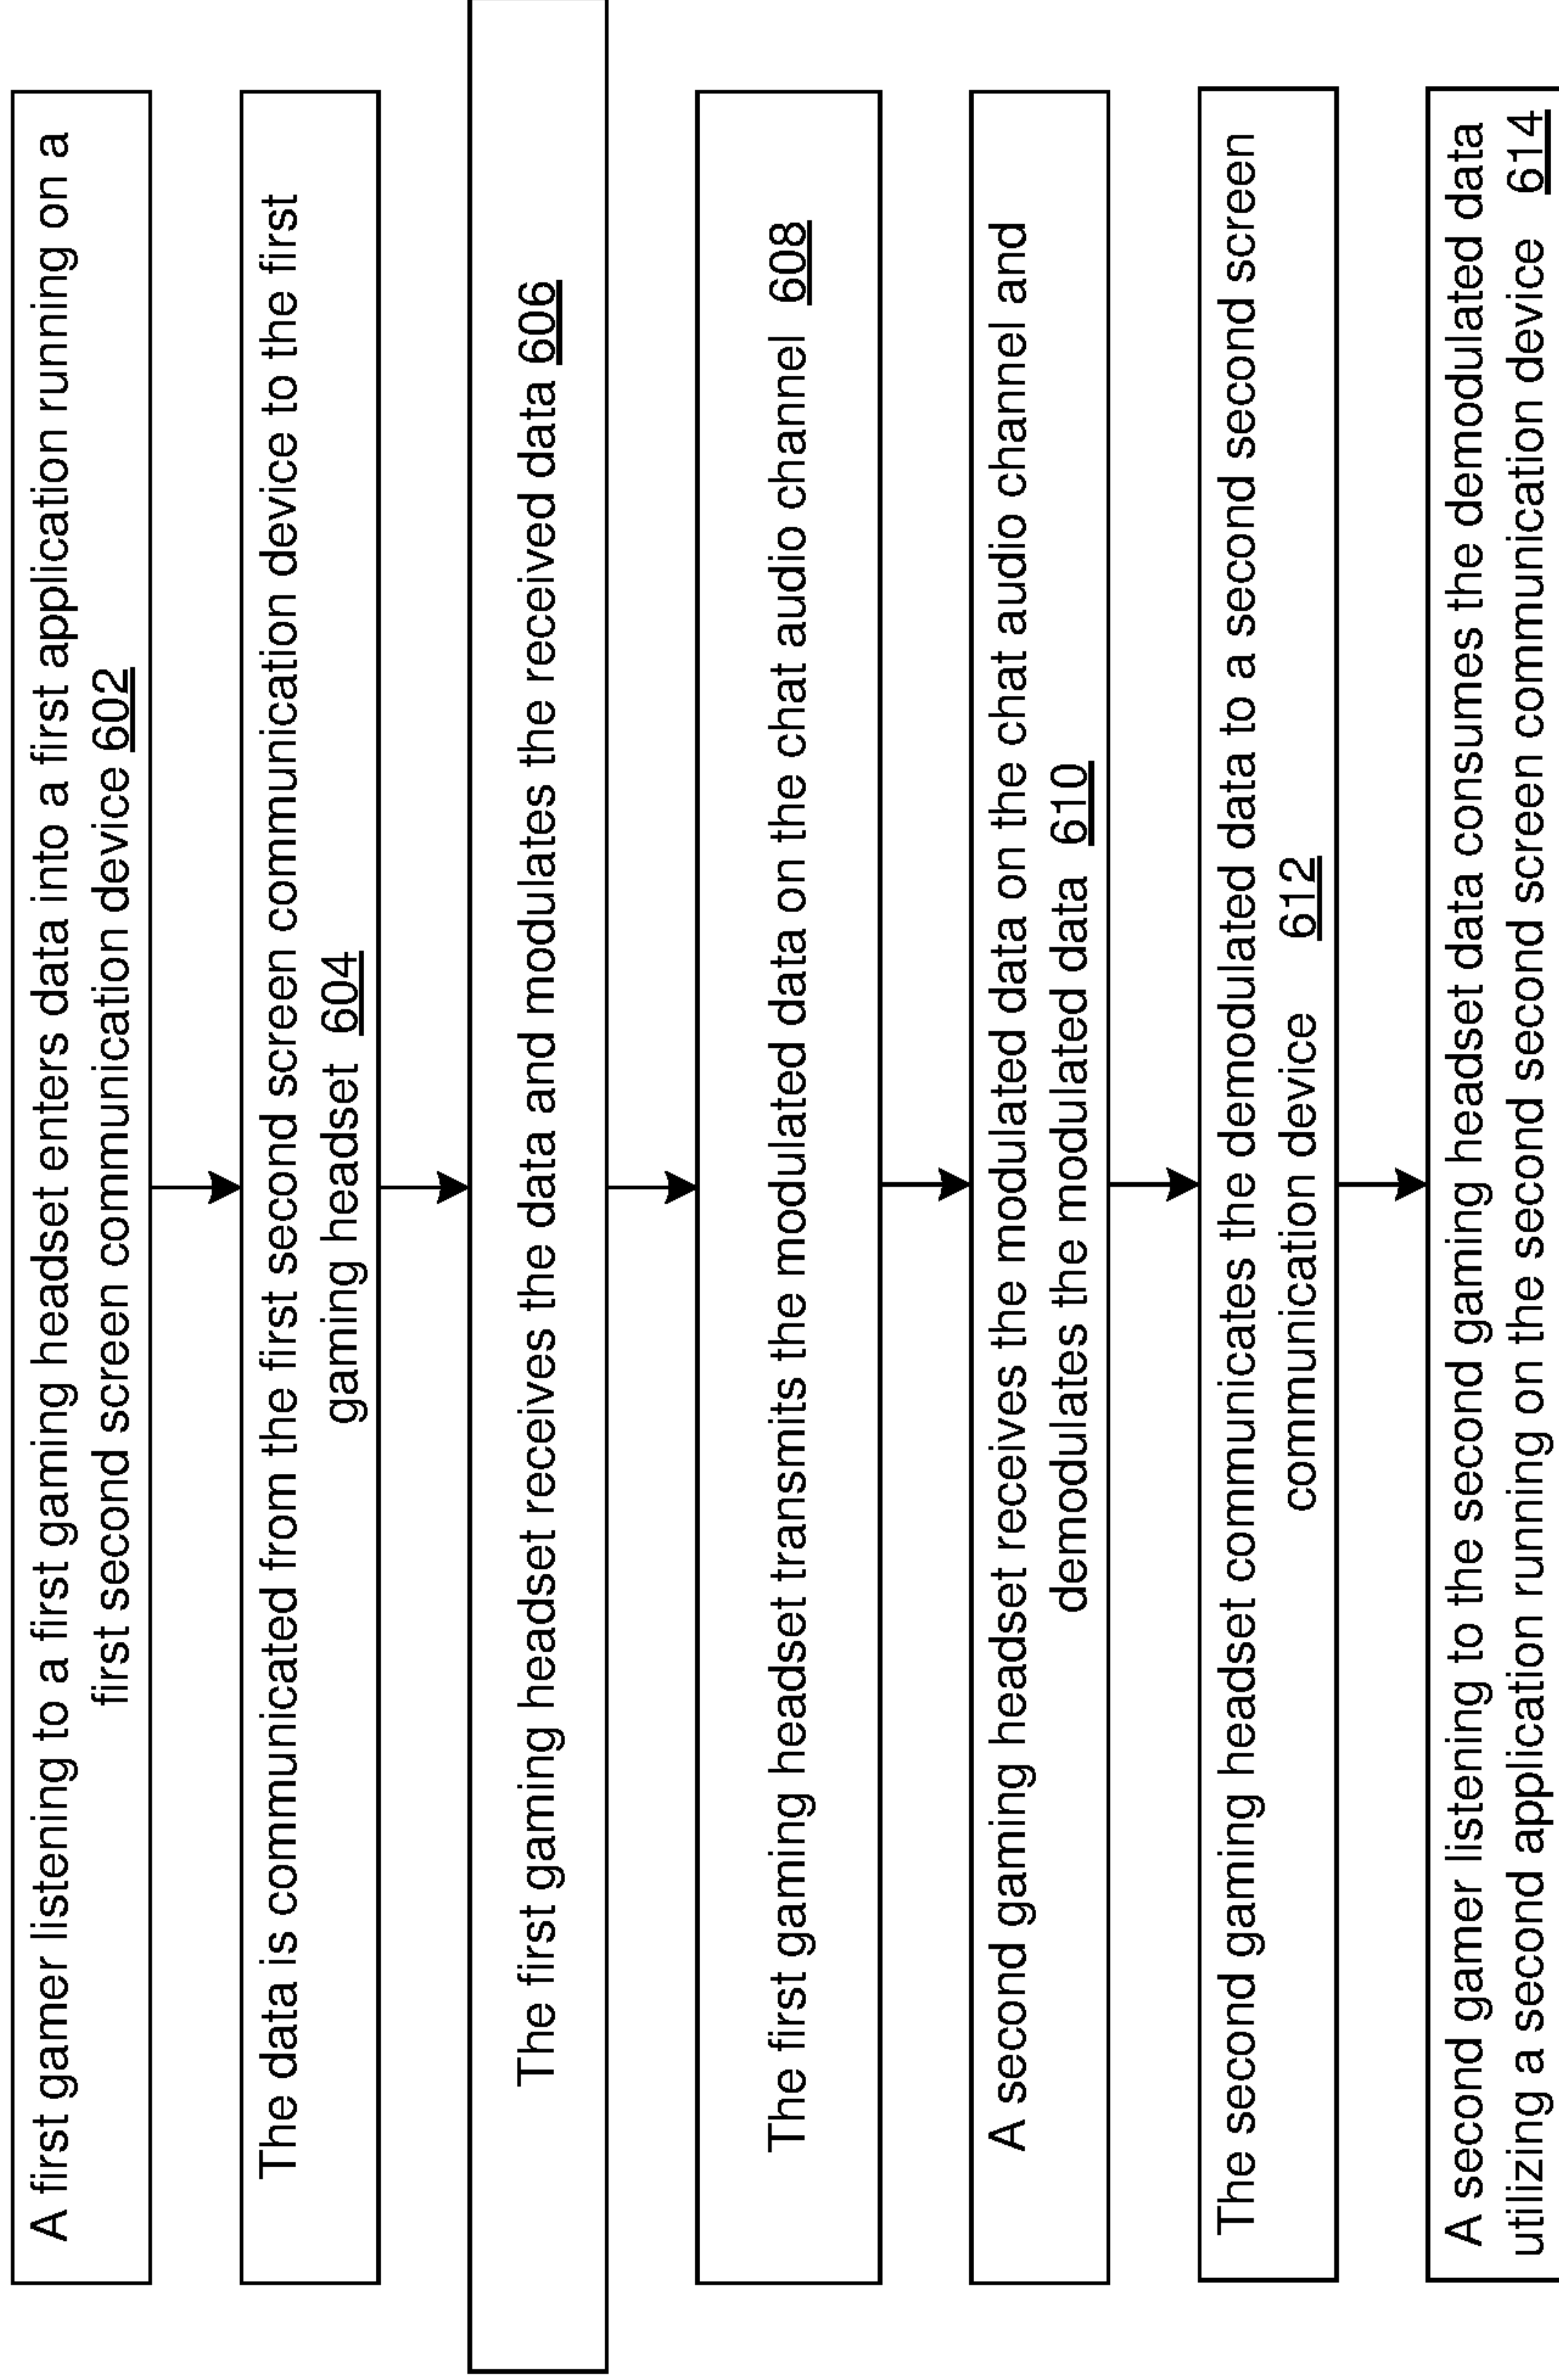 A first gamer listening to a first gaming headset enters data into a first application running on a
first second screen communication device 602
The data is communicated from the first second screen communication device to the first
gaming headset 604
The first gaming headset receives the data and modulates the received data 606
The first gaming headset transmits the modulated data on the chat audio channel 608
A second gaming headset receives the modulated data on the chat audio channel and
demodulates the modulated data 610
The second gaming headset communicates the demodulated data to a second second screen
communication device 612
A second gamer listening to the second gaming headset data consumes the demodulated data
utilizing a second application running on the second second screen communication device 614